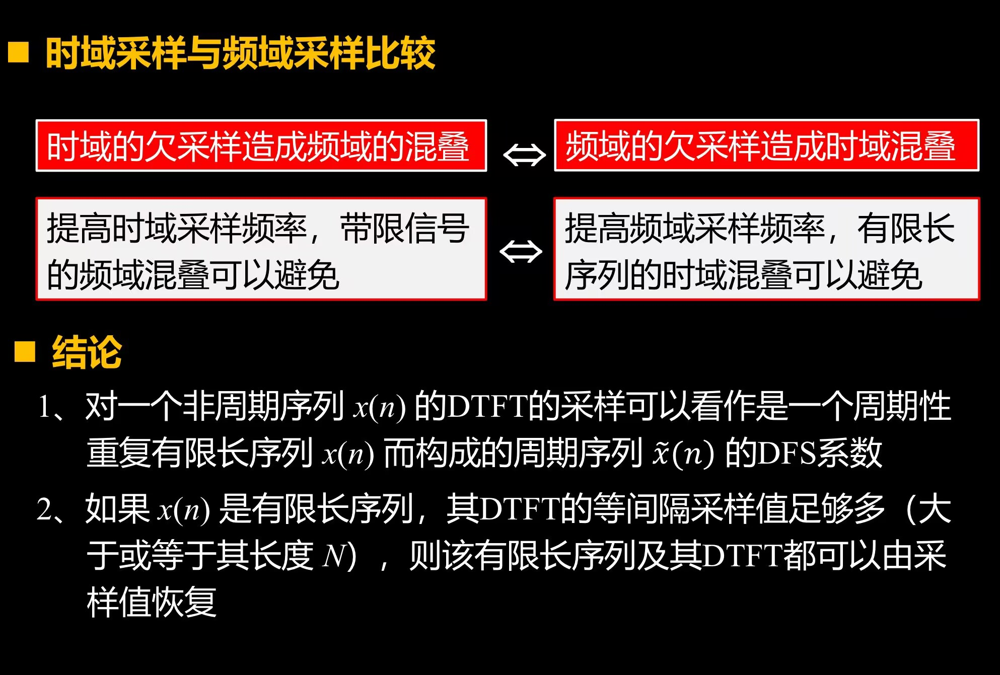 时域采样与频域采样比较
时域的欠采样造成频域的混叠
频域的欠采样造成时域混叠
提高时域采样频率，带限信号
的频域混叠可以避免
提高频域采样频率，有限长
序列的时域混叠可以避免
结论
1、对一个非周期序列 x(n) 的DTFT的采样可以看作是一个周期性
重复有限长序列 x(n) 而构成的周期序列 x̃(n) 的DFS系数
2、如果 x(n) 是有限长序列，其DTFT的等间隔采样值足够多（大
于或等于其长度 N），则该有限长序列及其DTFT都可以由采
样值恢复